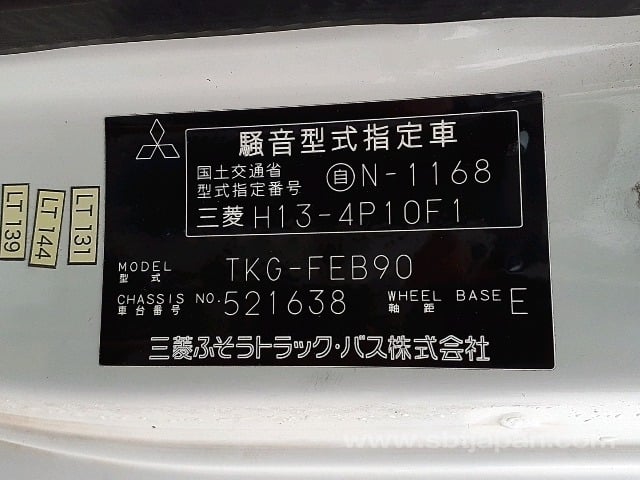 騒音型式指定車
国土交通省
型式指定番号
自 N-1168
三菱 H13-4P10F1
MODEL TKG-FEB90
型式
CHASSIS NO. 521638 WHEEL BASE E
車台番号 軸距
三菱ふそうトラック・バス株式会社
LT 139
LT 144
LT 131
www.sbijapan.com